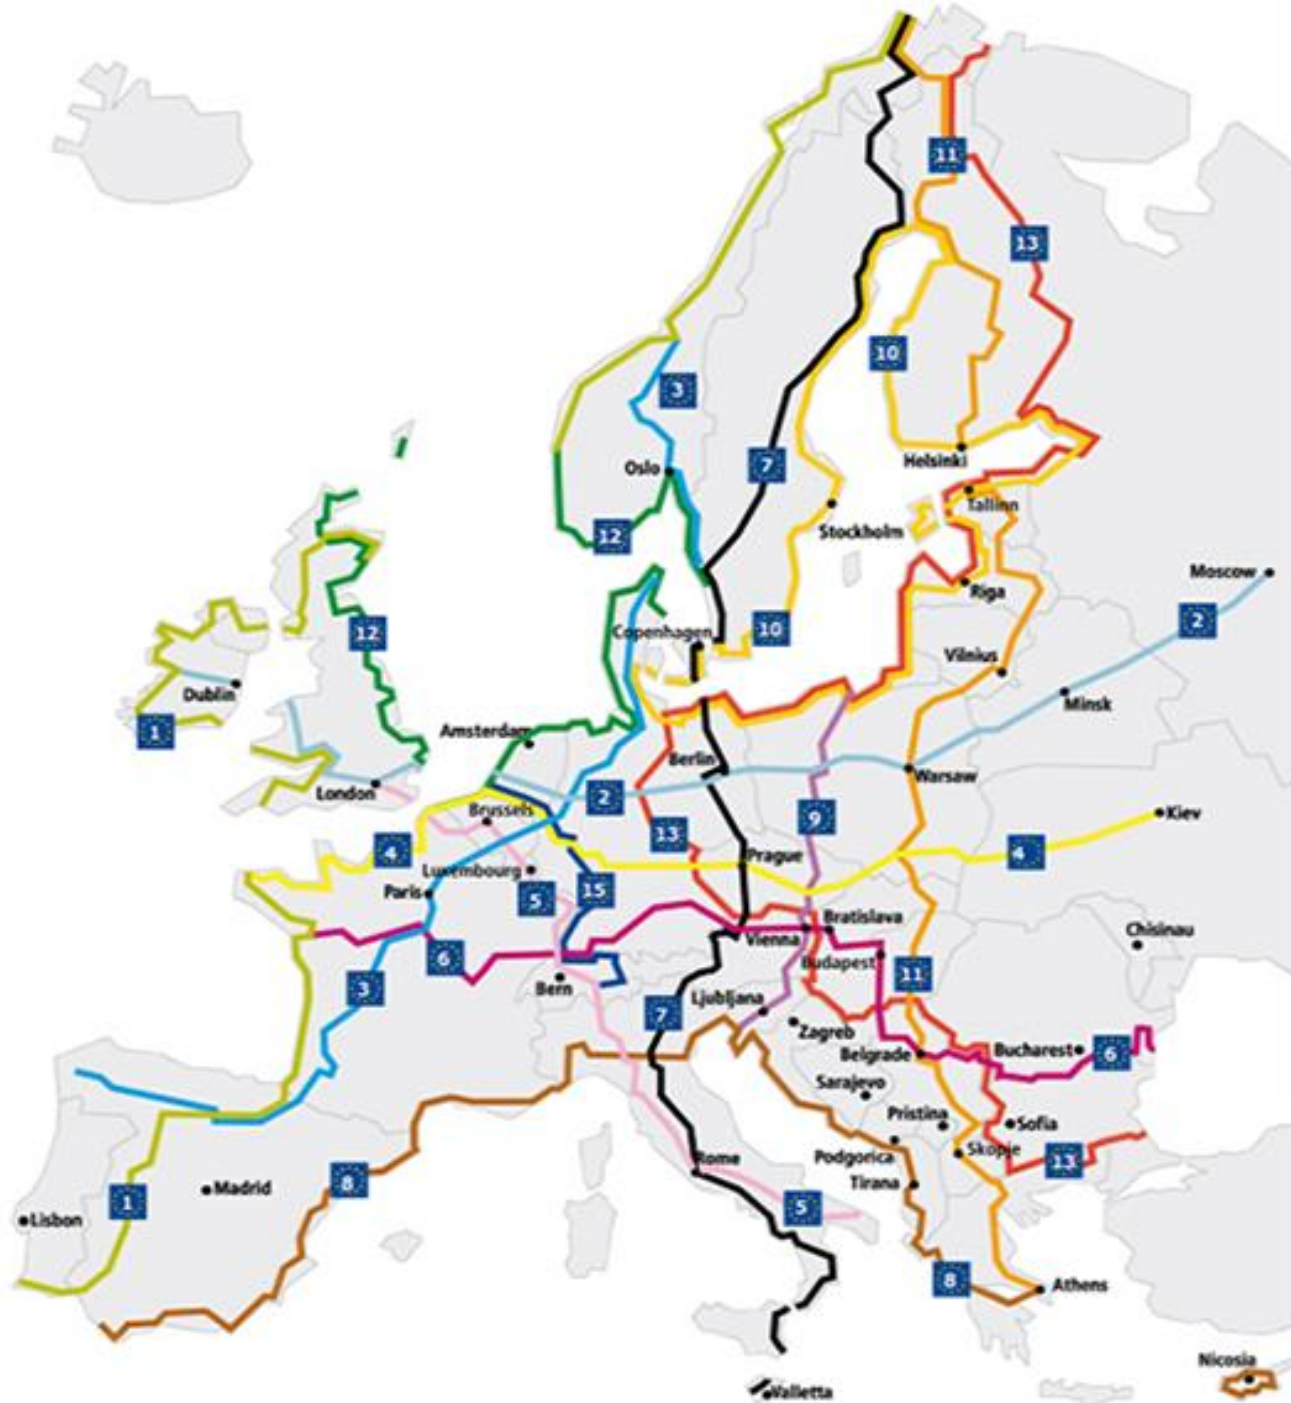 11
13
10
3
Oslo
Helsinki
7
Tallinn
12
Stockholm
Moscow
Riga
2
12
Copenhagen
10
Vilnius
Dublin
Minsk
1
Amsterdam
Berlin
Warsaw
London
2
Brussels
9
Kiev
13
4
4
Prague
Luxembourg
Paris
15
5
Bratislava
Chisinau
Vienna
6
Budapest
11
Bern
3
Ljubljana
7
Zagreb
Belgrade
Bucharest
6
Sarajevo
Pristina
Sofia
Skopje
Podgorica
13
Rome
8
Tirana
Madrid
1
5
Lisbon
8
Athens
Nicosia
Valletta